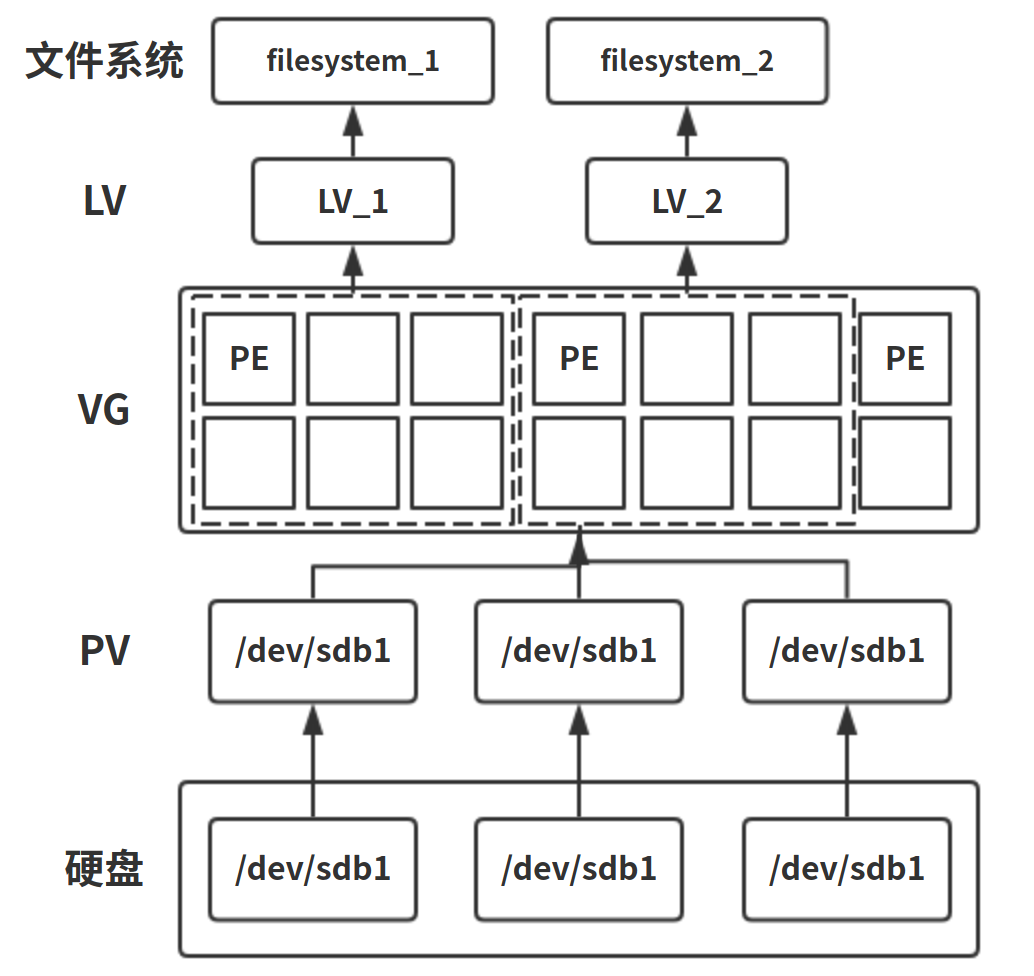 文件系统
filesystem_1
filesystem_2
LV
LV_1
LV_2
VG
PE
PE
PE
PV
/dev/sdb1
/dev/sdb1
/dev/sdb1
硬盘
/dev/sdb1
/dev/sdb1
/dev/sdb1